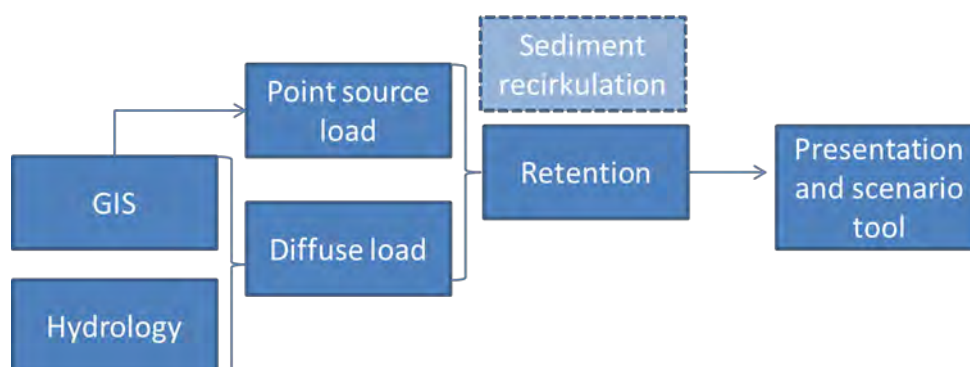 GIS
Hydrology
Point source
load
Diffuse load
Sediment
recirkulation
Retention
Presentation
and scenario
tool